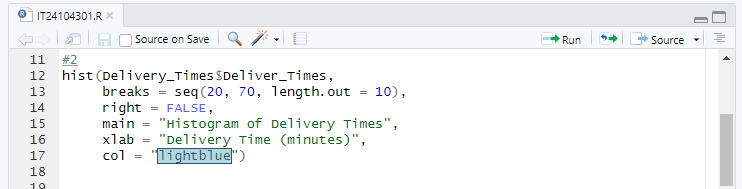 IT24104301.R
Source on Save
Run
Source
11 #2
12 hist(Delivery_Times$Deliver_Times,
13 breaks = seq(20, 70, length.out = 10),
14 right = FALSE,
15 main = "Histogram of Delivery Times",
16 xlab = "Delivery Time (minutes)",
17 col = "lightblue")
18
19